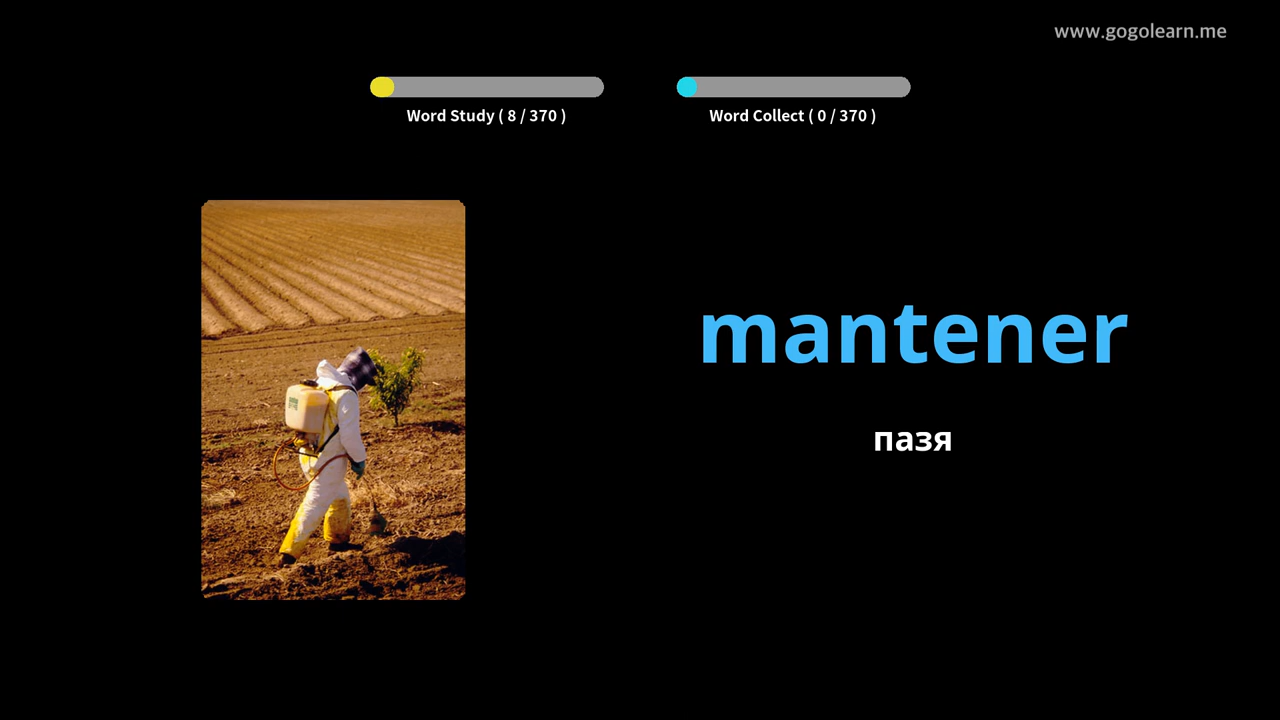 www.gogolearn.me
Word Study ( 8 / 370 )
Word Collect ( 0 / 370 )
mantener
пазя